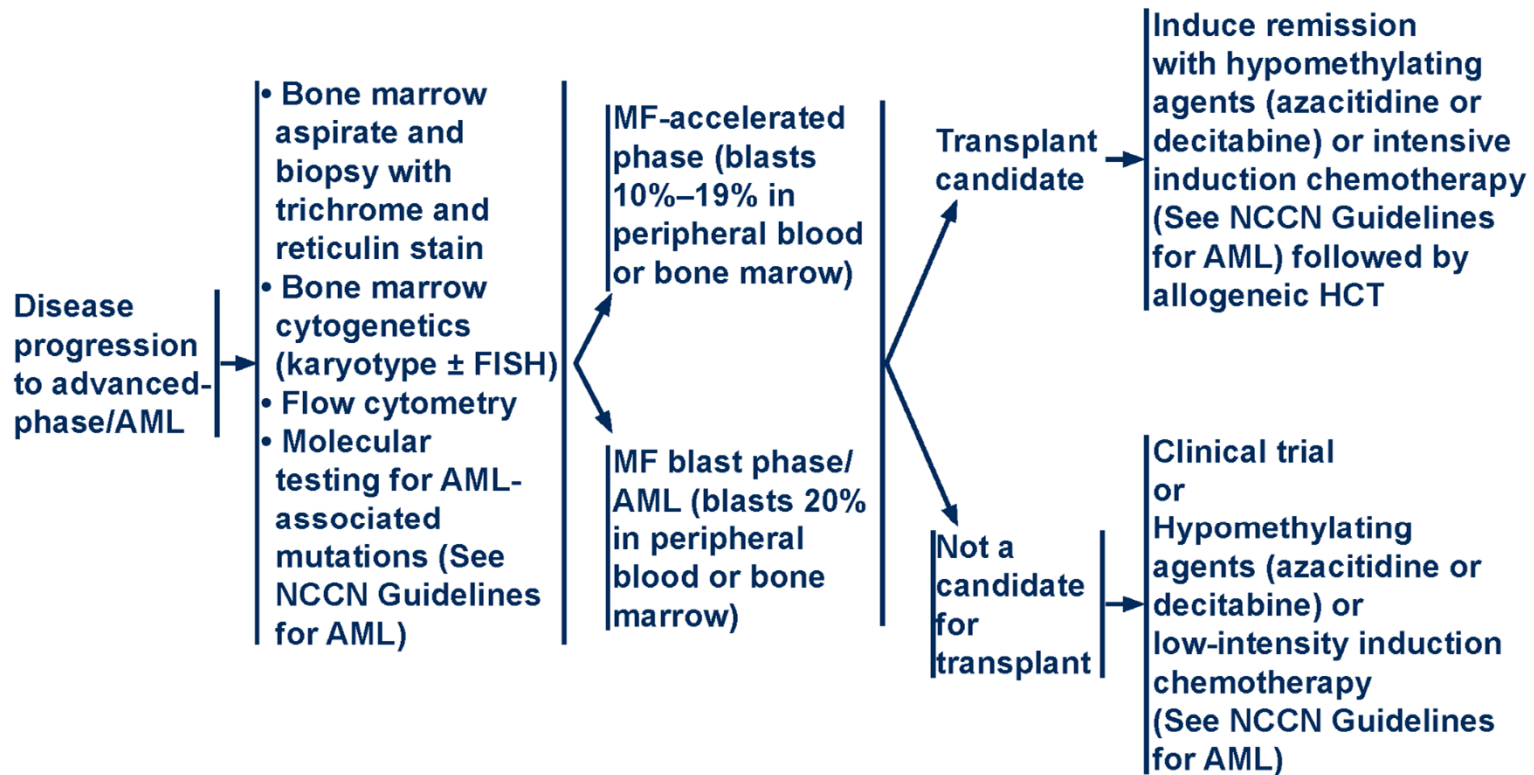 Disease
progression
to advanced-
phase/AML
• Bone marrow
aspirate and
biopsy with
trichrome and
reticulin stain
• Bone marrow
cytogenetics
(karyotype ± FISH)
• Flow cytometry
• Molecular
testing for AML-
associated
mutations (See
NCCN Guidelines
for AML)
MF-accelerated
phase (blasts
10%–19% in
peripheral blood
or bone marow)
MF blast phase/
AML (blasts 20%
in peripheral
blood or bone
marrow)
Transplant
candidate
Induce remission
with hypomethylating
agents (azacitidine or
decitabine) or intensive
induction chemotherapy
(See NCCN Guidelines
for AML) followed by
allogeneic HCT
Not a
candidate
for
transplant
Clinical trial
or
Hypomethylating
agents (azacitidine or
decitabine) or
low-intensity induction
chemotherapy
(See NCCN Guidelines
for AML)